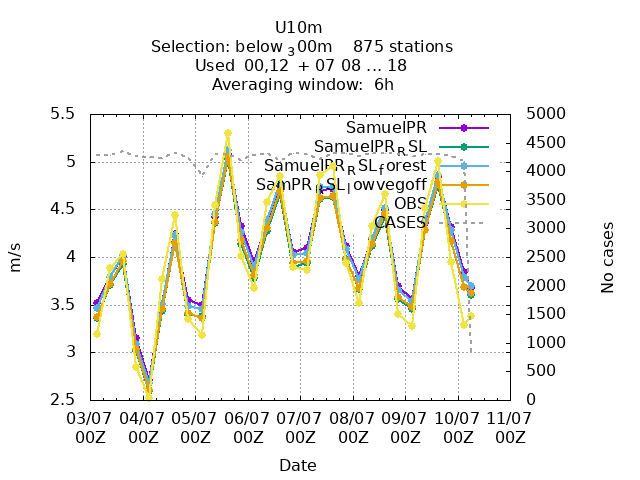 U10m
Selection: below 300m 875 stations
Used 00,12 + 07 08 ... 18
Averaging window: 6h
5.5
5
4.5
4
3.5
3
2.5
m/s
5000
4500
4000
3500
3000
2500
2000
1500
1000
500
0
No cases
SamuelPR
SamuelPRRSL
SamuelPRRSLforest
OBS
CASES
03/07 04/07 05/07 06/07 07/07 08/07 09/07 10/07 11/07
00Z 00Z 00Z 00Z 00Z 00Z 00Z 00Z 00Z
Date